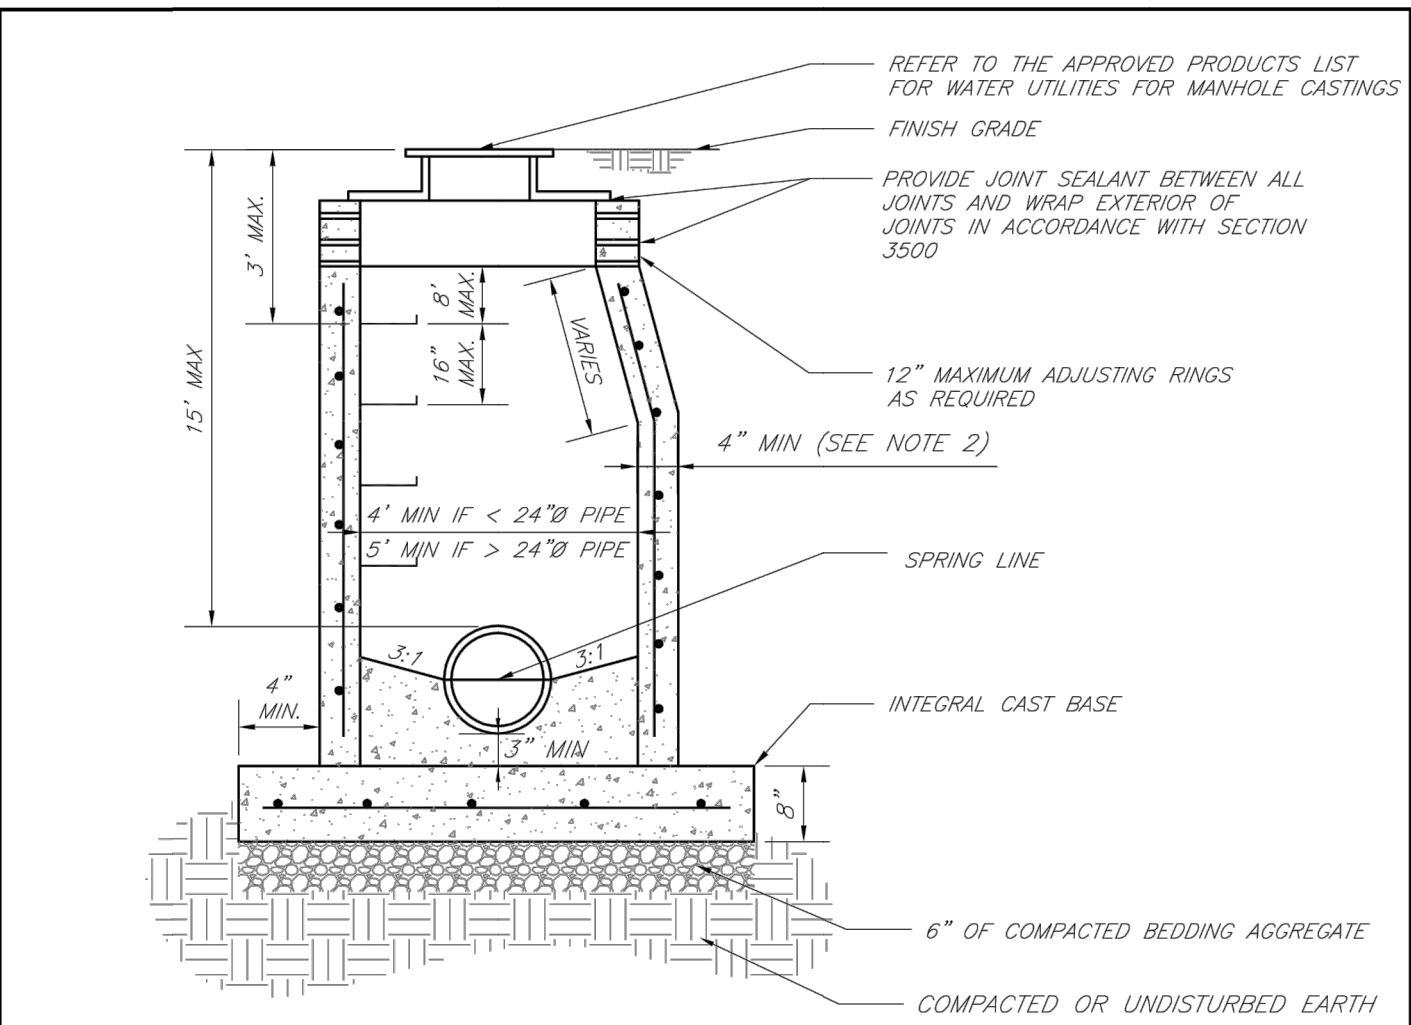 REFER TO THE APPROVED PRODUCTS LIST
FOR WATER UTILITIES FOR MANHOLE CASTINGS
FINISH GRADE
PROVIDE JOINT SEALANT BETWEEN ALL
JOINTS AND WRAP EXTERIOR OF
JOINTS IN ACCORDANCE WITH SECTION
3500
3' MAX.
8'
MAX.
15' MAX
16"
MAX.
VARIES
12" MAXIMUM ADJUSTING RINGS
AS REQUIRED
4" MIN (SEE NOTE 2)
4' MIN IF < 24"Ø PIPE
5' MIN IF > 24"Ø PIPE
SPRING LINE
3:1
3:1
4"
MIN.
INTEGRAL CAST BASE
3" MIN
8"
6" OF COMPACTED BEDDING AGGREGATE
COMPACTED OR UNDISTURBED EARTH